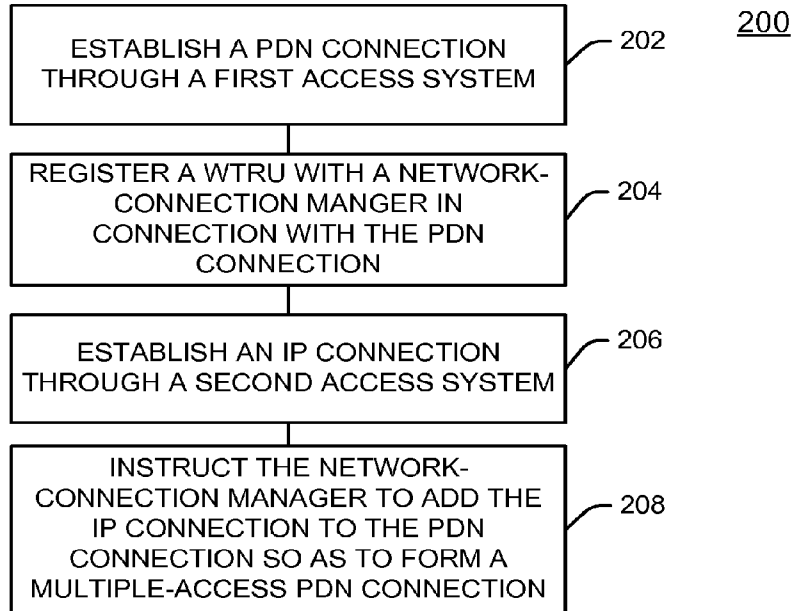 200
ESTABLISH A PDN CONNECTION
THROUGH A FIRST ACCESS SYSTEM
202
REGISTER A WTRU WITH A NETWORK-
CONNECTION MANGER IN
CONNECTION WITH THE PDN
CONNECTION
204
ESTABLISH AN IP CONNECTION
THROUGH A SECOND ACCESS SYSTEM
206
INSTRUCT THE NETWORK-
CONNECTION MANAGER TO ADD THE
IP CONNECTION TO THE PDN
CONNECTION SO AS TO FORM A
MULTIPLE-ACCESS PDN CONNECTION
208